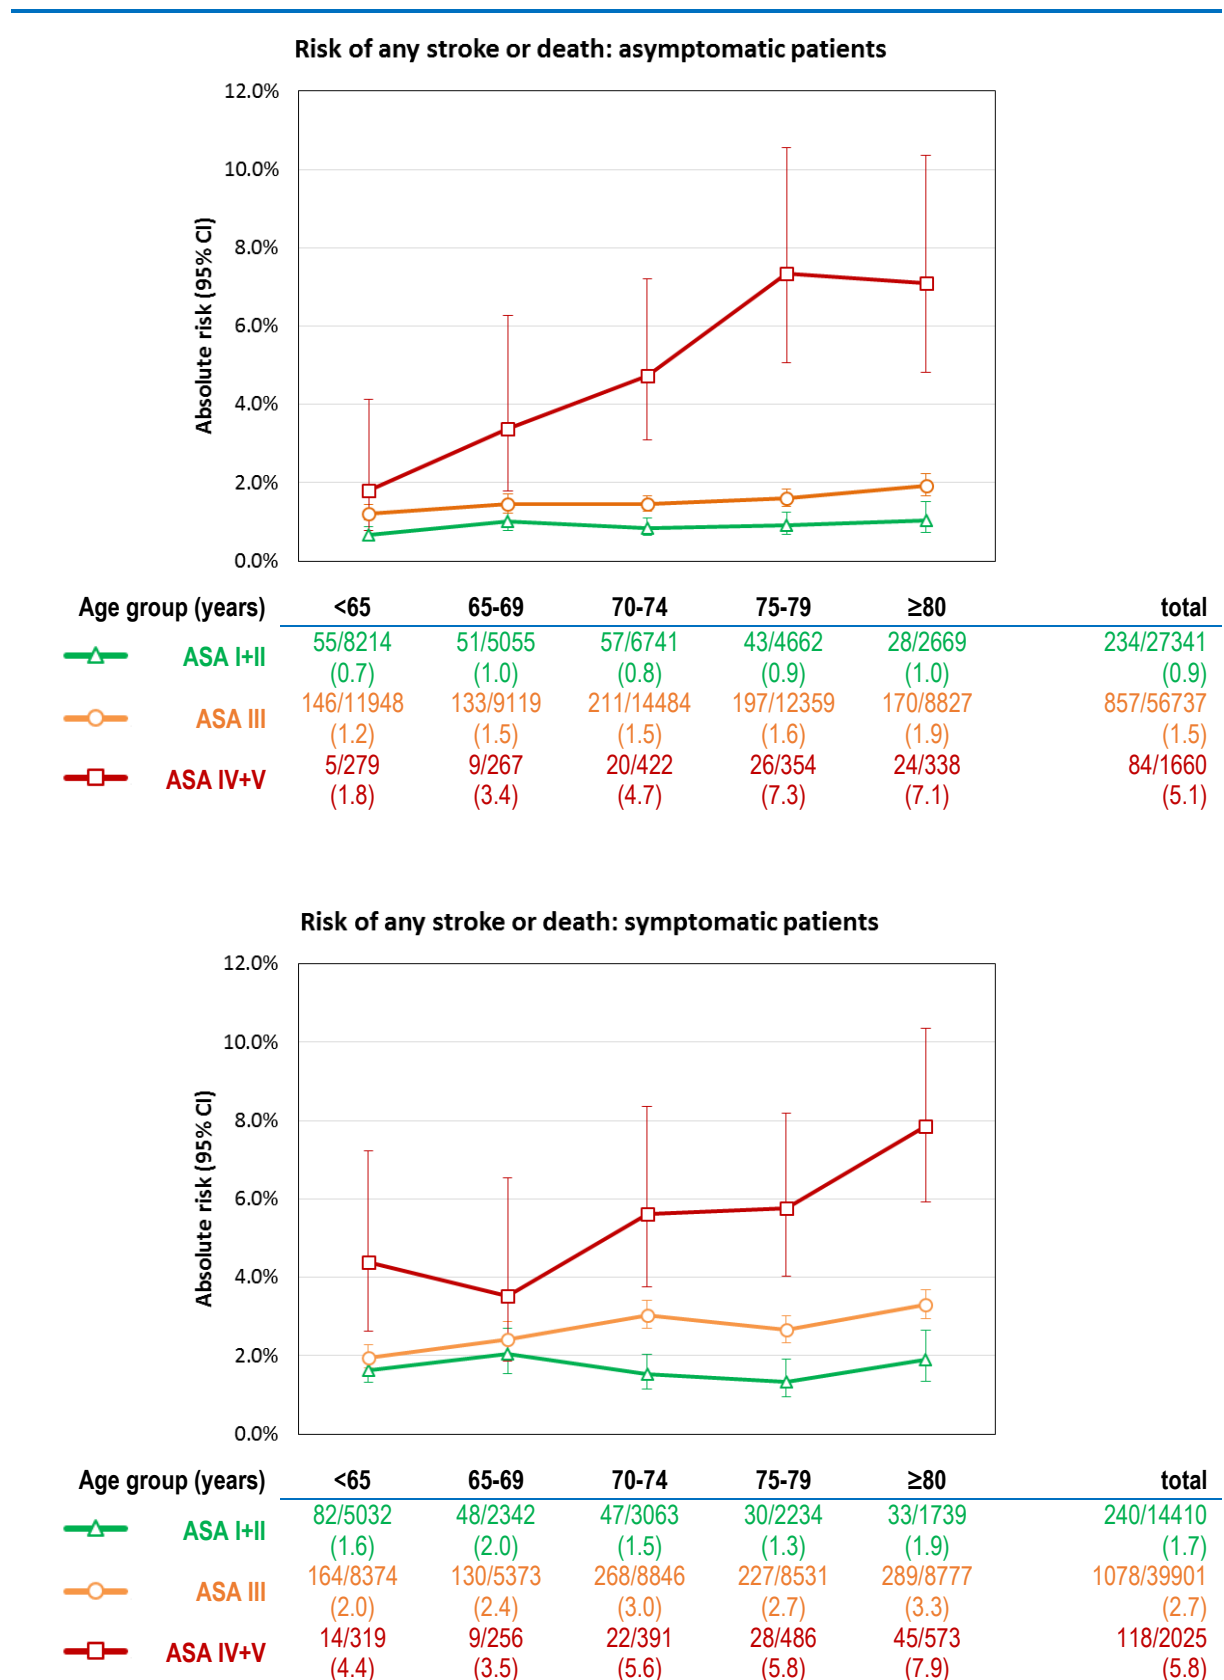 Risk of any stroke or death: asymptomatic patients
12.0%
10.0%
8.0%
6.0%
4.0%
2.0%
0.0%
Absolute risk (95% CI)
Age group (years) <65 65-69 70-74 75-79 ≥80 total
ASA I+II 55/8214 51/5055 57/6741 43/4662 28/2669 234/27341
(0.7) (1.0) (0.8) (0.9) (1.0) (0.9)
ASA III 146/11948 133/9119 211/14484 197/12359 170/8827 857/56737
(1.2) (1.5) (1.5) (1.6) (1.9) (1.5)
ASA IV+V 5/279 9/267 20/422 26/354 24/338 84/1660
(1.8) (3.4) (4.7) (7.3) (7.1) (5.1)
Risk of any stroke or death: symptomatic patients
12.0%
10.0%
8.0%
6.0%
4.0%
2.0%
0.0%
Absolute risk (95% CI)
Age group (years) <65 65-69 70-74 75-79 ≥80 total
ASA I+II 82/5032 48/2342 47/3063 30/2234 33/1739 240/14410
(1.6) (2.0) (1.5) (1.3) (1.9) (1.7)
ASA III 164/8374 130/5373 268/8846 227/8531 289/8777 1078/39901
(2.0) (2.4) (3.0) (2.7) (3.3) (2.7)
ASA IV+V 14/319 9/256 22/391 28/486 45/573 118/2025
(4.4) (3.5) (5.6) (5.8) (7.9) (5.8)